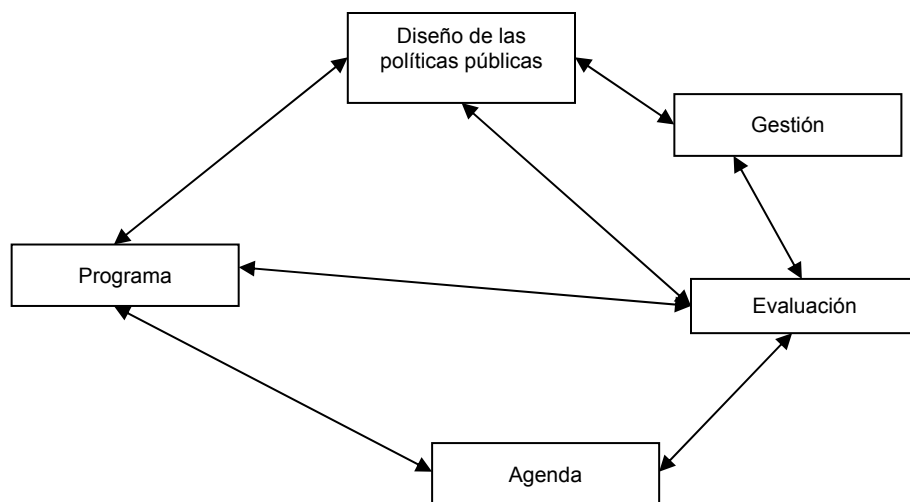 Diseño de las
políticas públicas
Gestión
Programa
Evaluación
Agenda